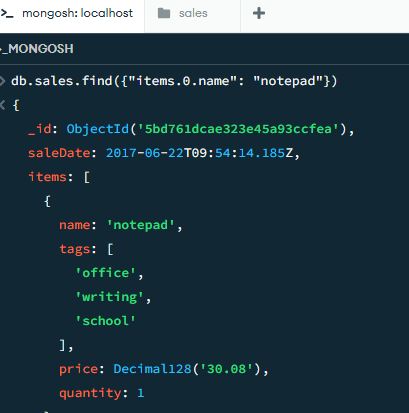 >_ mongosh: localhost
sales
+
>_MONGOSH
> db.sales.find({"items.0.name": "notepad"})
< {
_id: ObjectId('5bd761dcae323e45a93ccfea'),
saleDate: 2017-06-22T09:54:14.185Z,
items: [
{
name: 'notepad',
tags: [
'office',
'writing',
'school'
],
price: Decimal128('30.08'),
quantity: 1